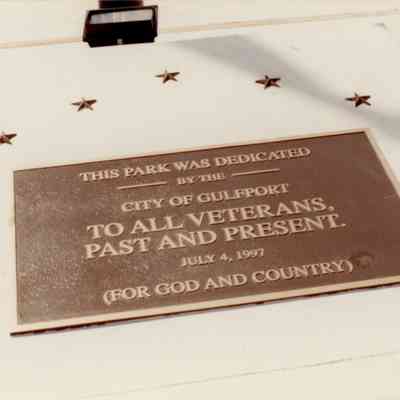 THIS PARK WAS DEDICATED
BY THE
CITY OF GULFPORT
TO ALL VETERANS,
PAST AND PRESENT.
JULY 4, 1997
(FOR GOD AND COUNTRY)